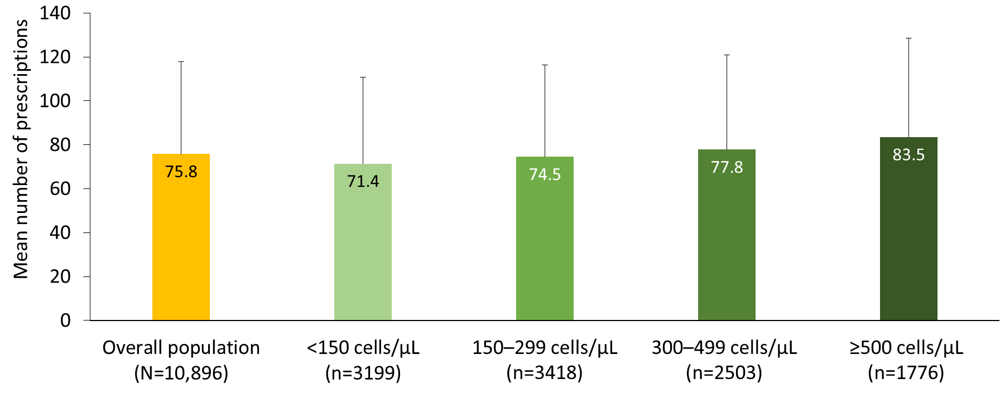 Mean number of prescriptions
140
120
100
80
60
40
20
0
75.8
71.4
74.5
77.8
83.5
Overall population
(N=10,896)
<150 cells/µL
(n=3199)
150–299 cells/µL
(n=3418)
300–499 cells/µL
(n=2503)
≥500 cells/µL
(n=1776)